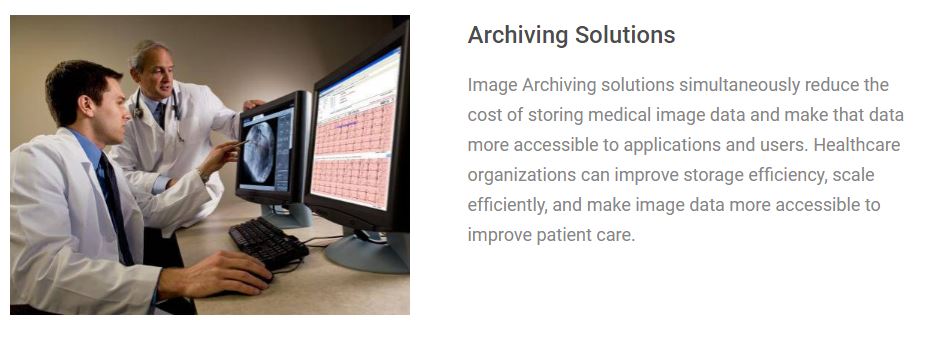 Archiving Solutions
Image Archiving solutions simultaneously reduce the
cost of storing medical image data and make that data
more accessible to applications and users. Healthcare
organizations can improve storage efficiency, scale
efficiently, and make image data more accessible to
improve patient care.